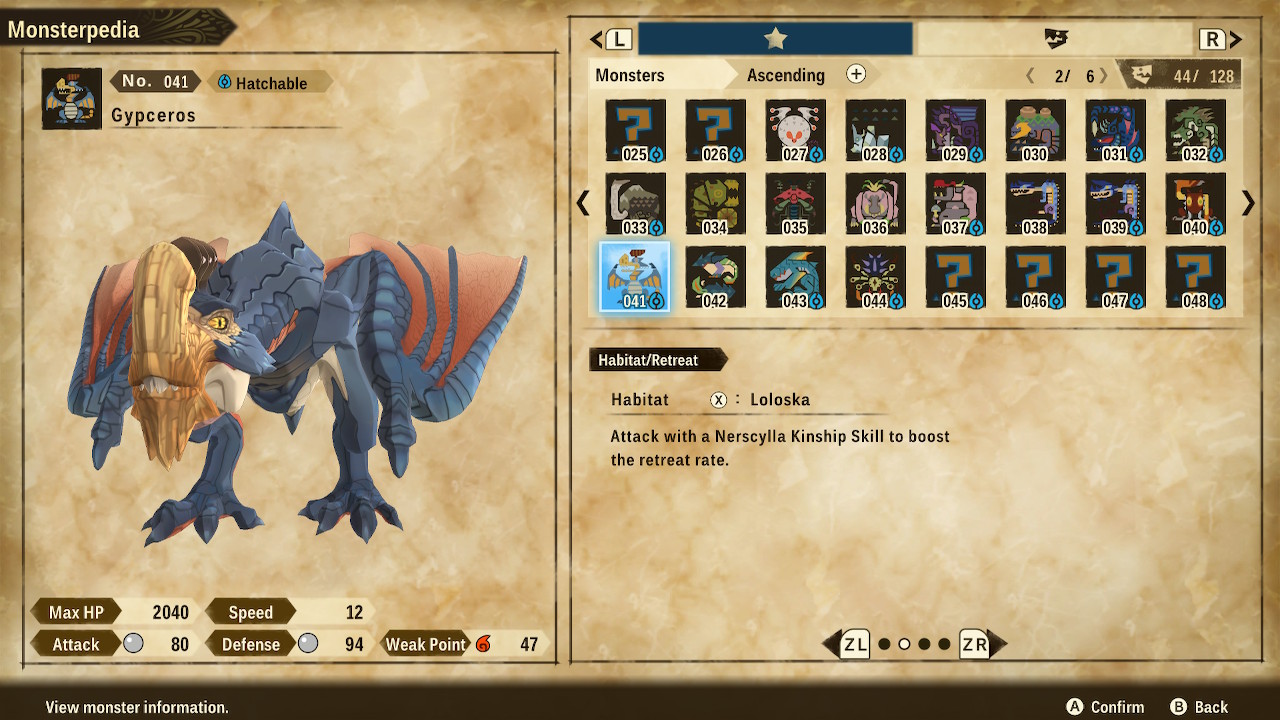 Monsterpedia
No. 041
Hatchable
Gypceros
Max HP 2040
Speed 12
Attack 80
Defense 94
Weak Point 47
L
R
Monsters
Ascending
2/ 6
44/ 128
025 026 027 028 029 030 031 032
033 034 035 036 037 038 039 040
041 042 043 044 045 046 047 048
Habitat/Retreat
Habitat X : Loloska
Attack with a Nerscylla Kinship Skill to boost
the retreat rate.
ZL ZR
View monster information.
A Confirm B Back